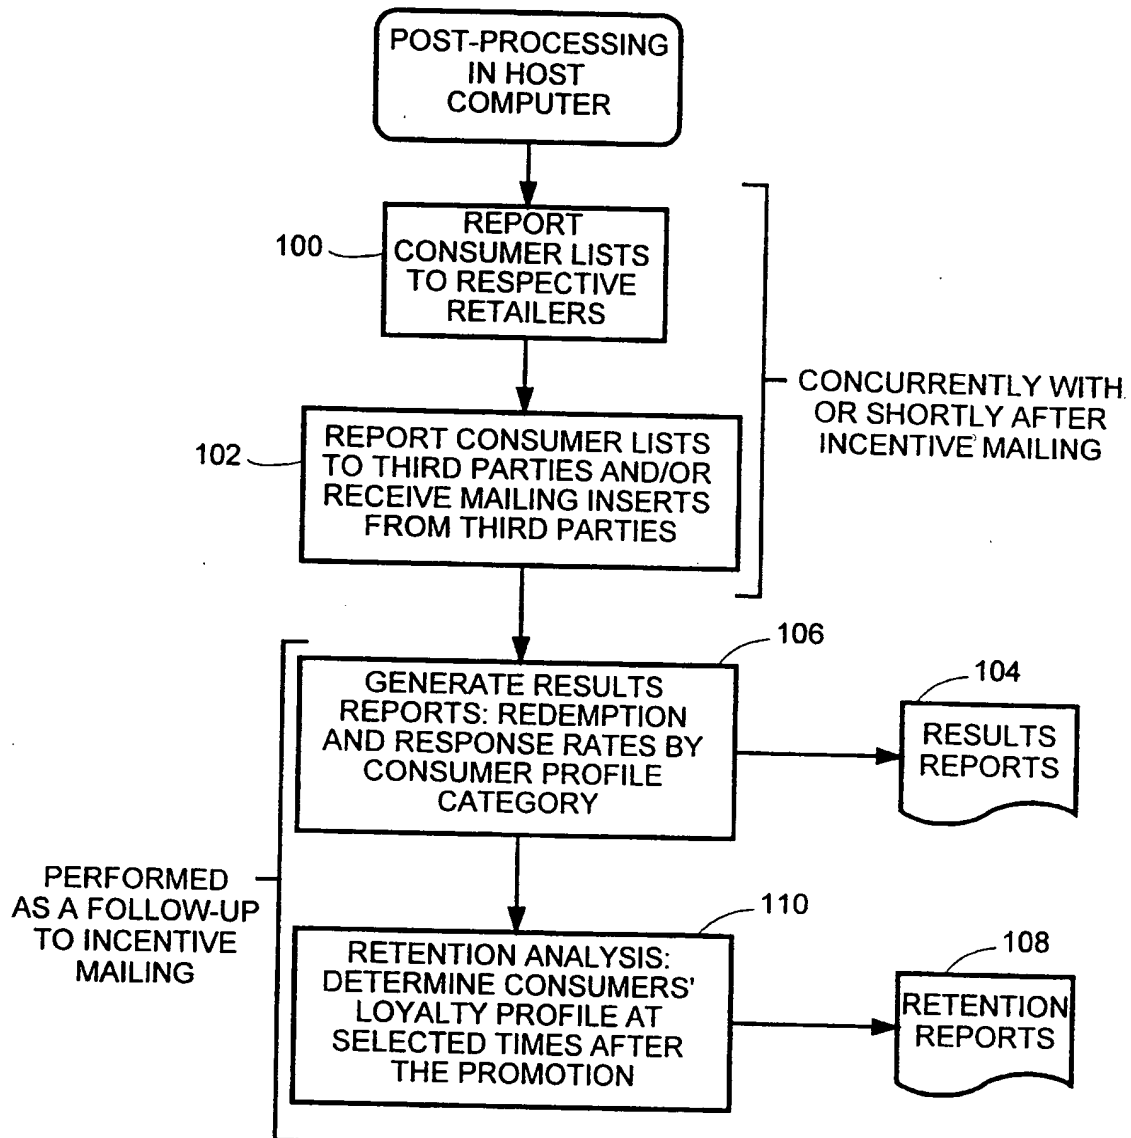 POST-PROCESSING
IN HOST
COMPUTER
100
REPORT
CONSUMER LISTS
TO RESPECTIVE
RETAILERS
CONCURRENTLY WITH
OR SHORTLY AFTER
INCENTIVE MAILING
102
REPORT CONSUMER LISTS
TO THIRD PARTIES AND/OR
RECEIVE MAILING INSERTS
FROM THIRD PARTIES
106
GENERATE RESULTS
REPORTS: REDEMPTION
AND RESPONSE RATES BY
CONSUMER PROFILE
CATEGORY
104
RESULTS
REPORTS
PERFORMED
AS A FOLLOW-UP
TO INCENTIVE
MAILING
110
RETENTION ANALYSIS:
DETERMINE CONSUMERS'
LOYALTY PROFILE AT
SELECTED TIMES AFTER
THE PROMOTION
108
RETENTION
REPORTS